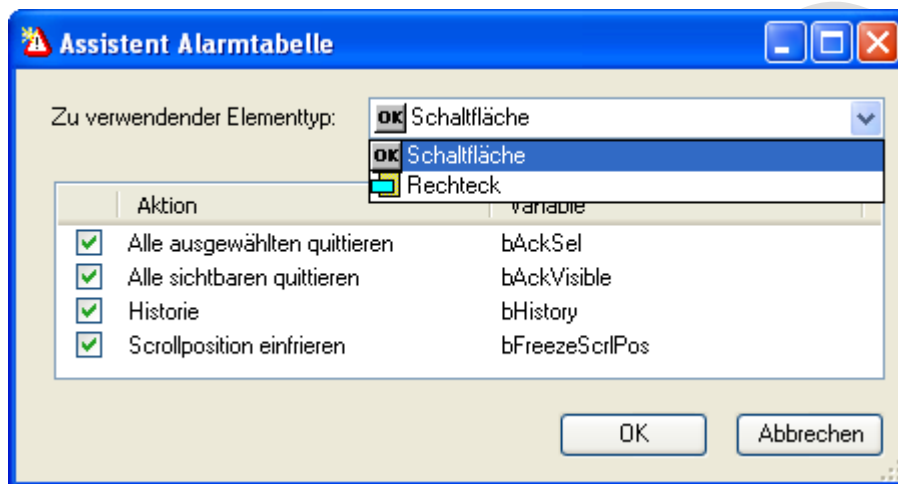 Assistent Alarmtabelle
Zu verwendender Elementtyp: OK Schaltfläche
OK Schaltfläche
Rechteck
Aktion Variable
Alle ausgewählten quittieren bAckSel
Alle sichtbaren quittieren bAckVisible
Historie bHistory
Scrollposition einfrieren bFreezeScrlPos
OK Abbrechen